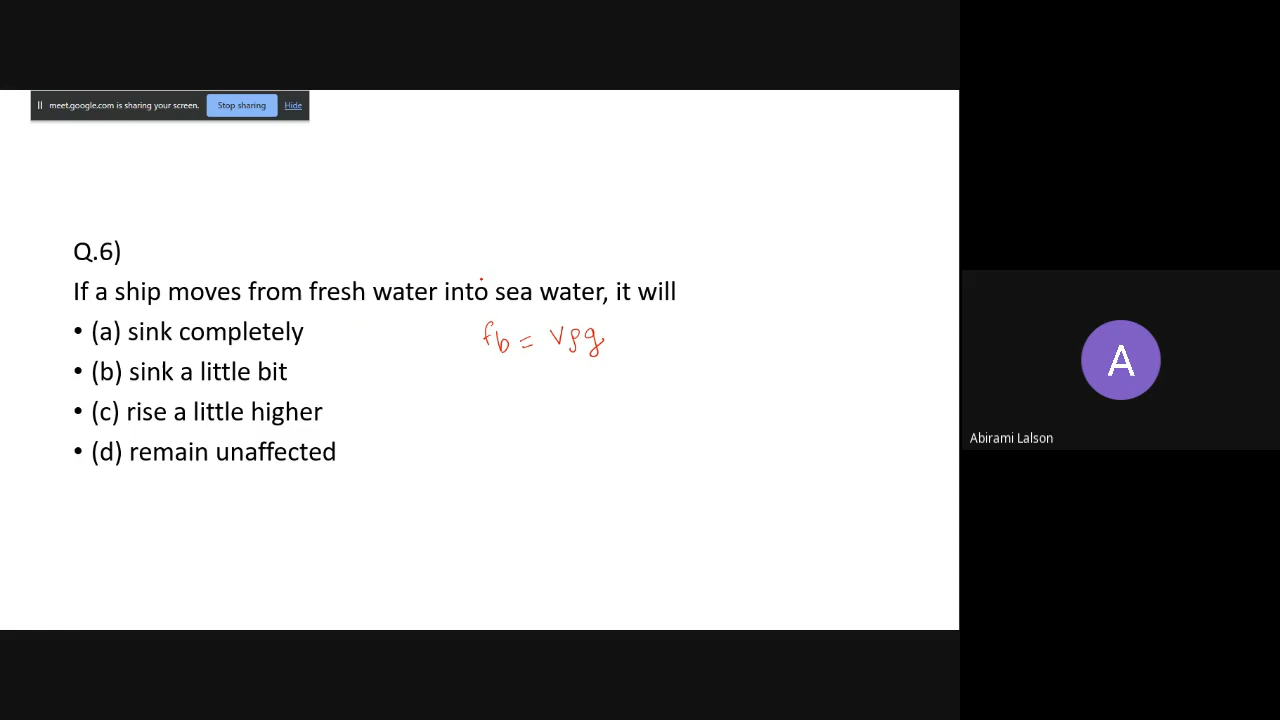 meet.google.com is sharing your screen. Stop sharing Hide
Q.6)
If a ship moves from fresh water into sea water, it will
• (a) sink completely
fb = Vρg
• (b) sink a little bit
• (c) rise a little higher
• (d) remain unaffected
A
Abirami Lalson